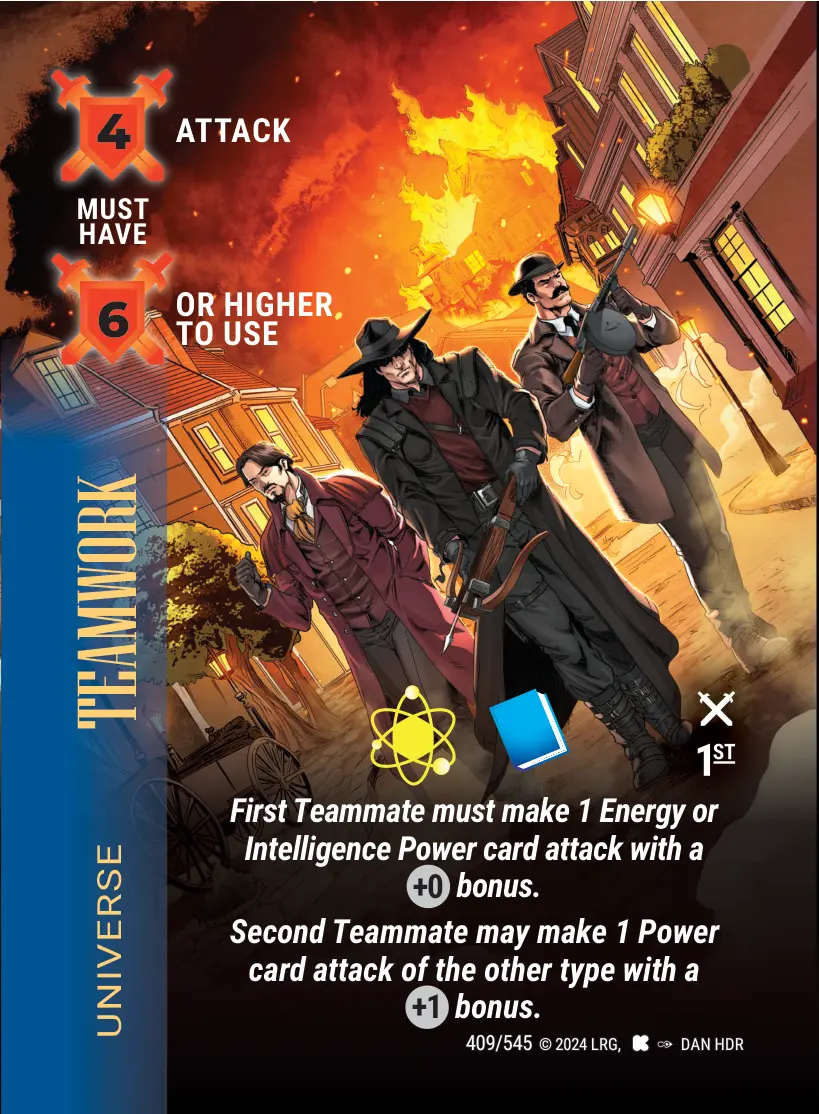 4 ATTACK
MUST
HAVE
6 OR HIGHER
TO USE
TEAMWORK
UNIVERSE
1ST
First Teammate must make 1 Energy or
Intelligence Power card attack with a
+0 bonus.
Second Teammate may make 1 Power
card attack of the other type with a
+1 bonus.
409/545 © 2024 LRG, K DAN HDR